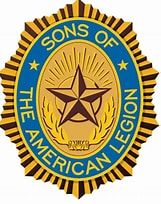 SONS OF
THE AMERICAN LEGION